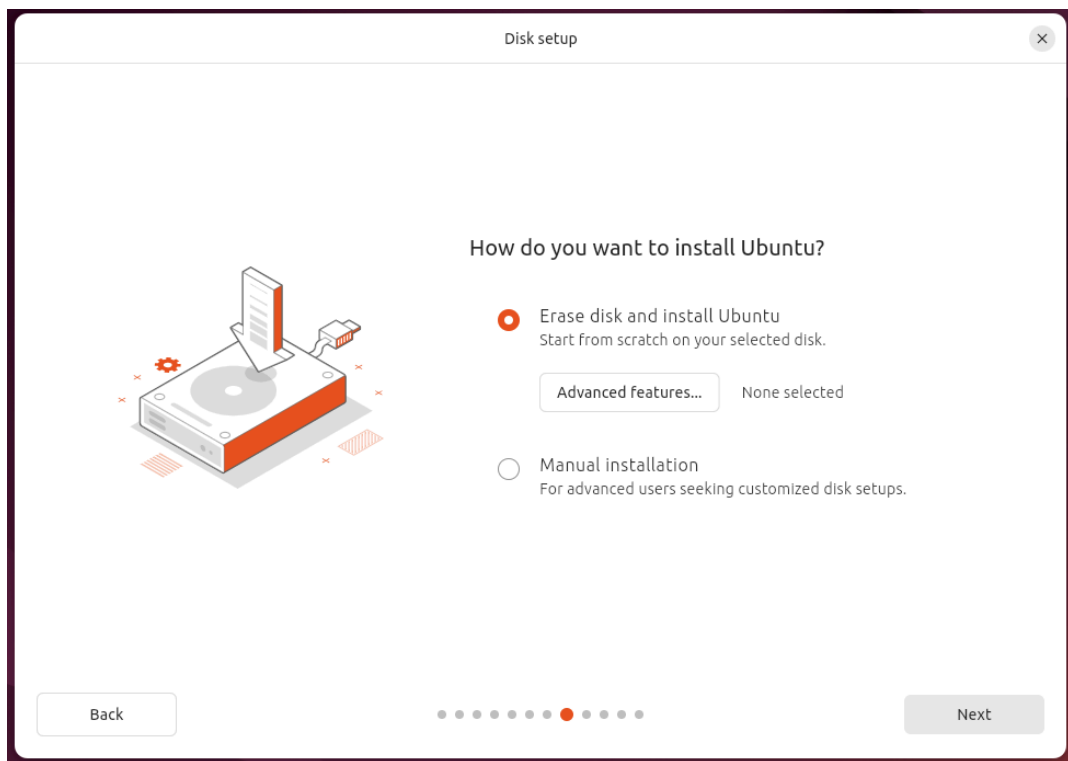 Disk setup
How do you want to install Ubuntu?
Erase disk and install Ubuntu
Start from scratch on your selected disk.
Advanced features... None selected
Manual installation
For advanced users seeking customized disk setups.
Back Next